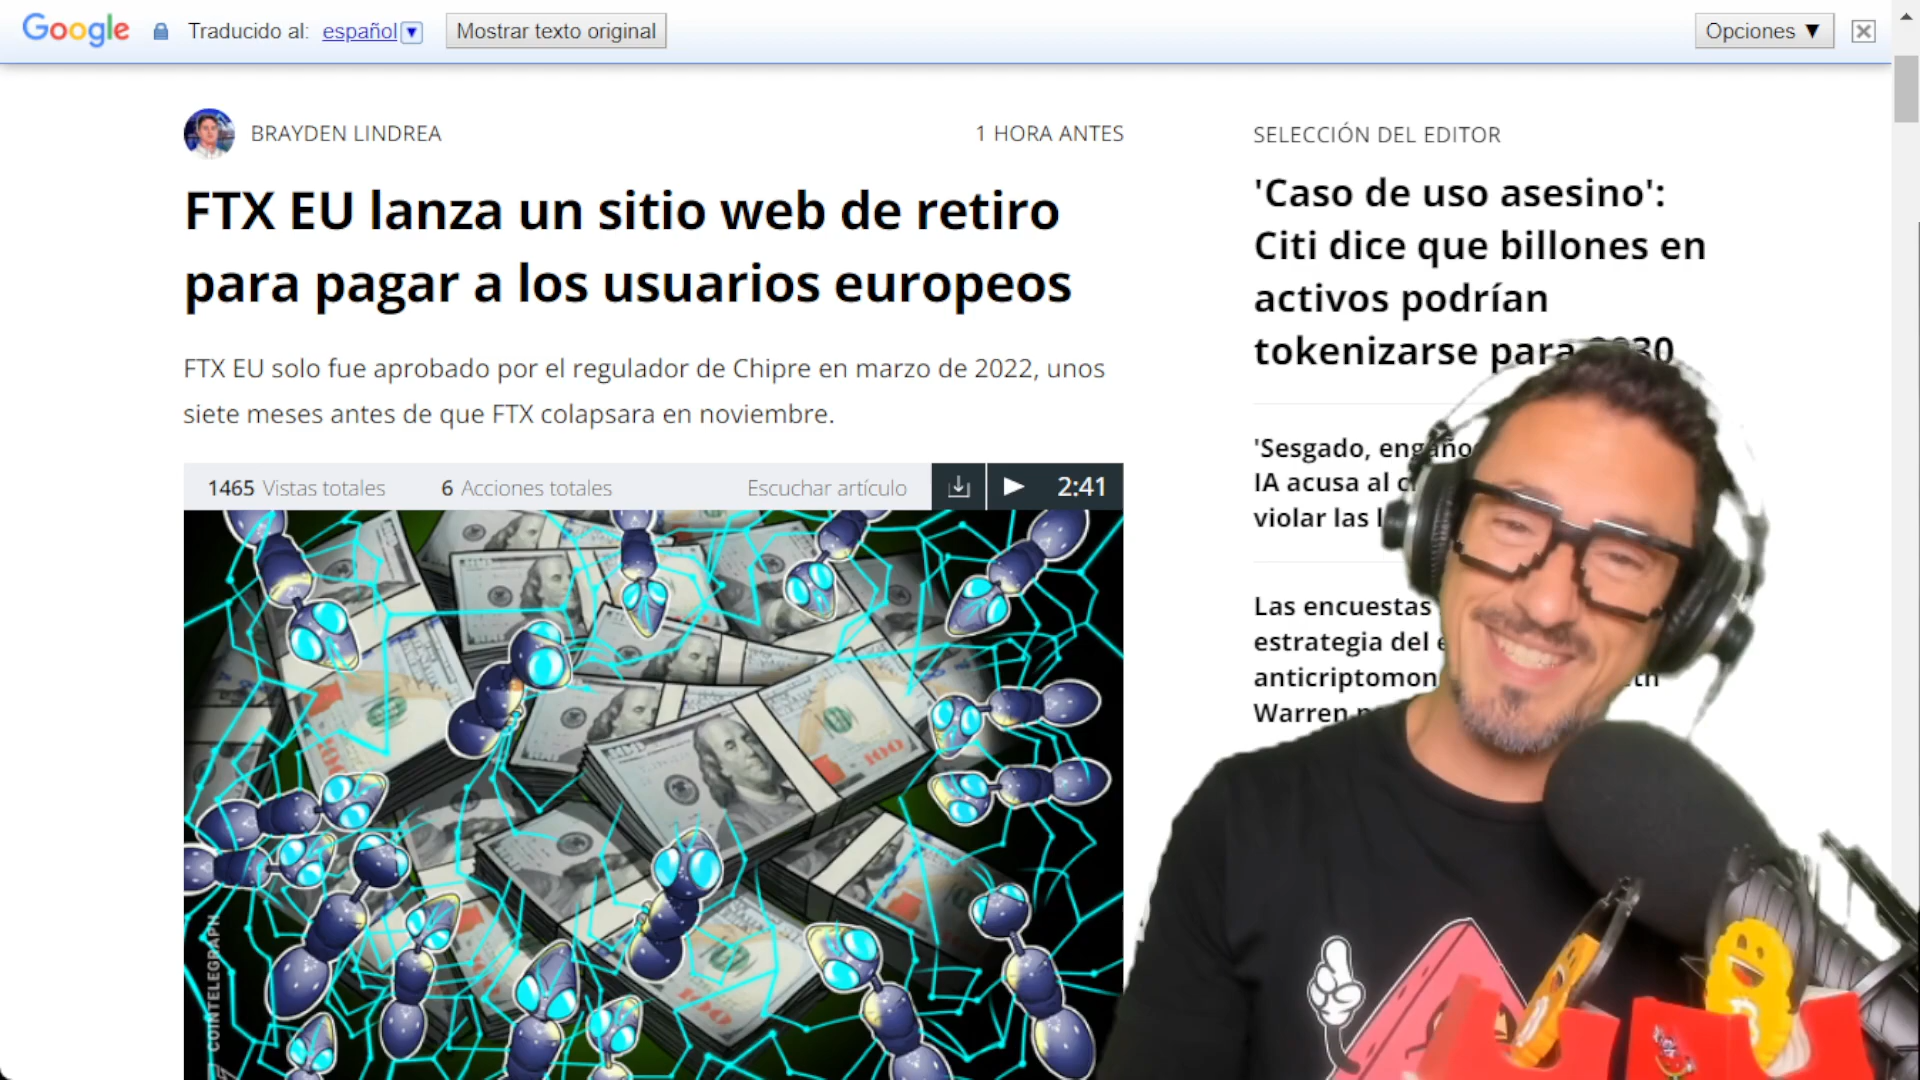 Google Traducido al: español Mostrar texto original Opciones ▼
BRAYDEN LINDREA
1 HORA ANTES
FTX EU lanza un sitio web de retiro
para pagar a los usuarios europeos
FTX EU solo fue aprobado por el regulador de Chipre en marzo de 2022, unos
siete meses antes de que FTX colapsara en noviembre.
1465 Vistas totales 6 Acciones totales Escuchar artículo 2:41
COINTELEGRAPH
SELECCIÓN DEL EDITOR
'Caso de uso asesino':
Citi dice que billones en
activos podrían
tokenizarse para
'Sesgado,
IA acusa al
violar las
Las encuestas
estrategia del
Warren